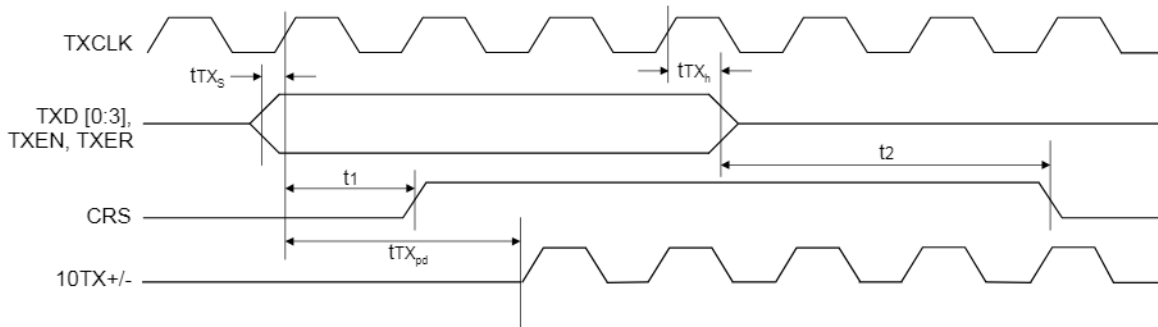 TXCLK
tTXS
tTXh
TXD [0:3],
TXEN, TXER
t2
t1
CRS
tTXpd
10TX+/-